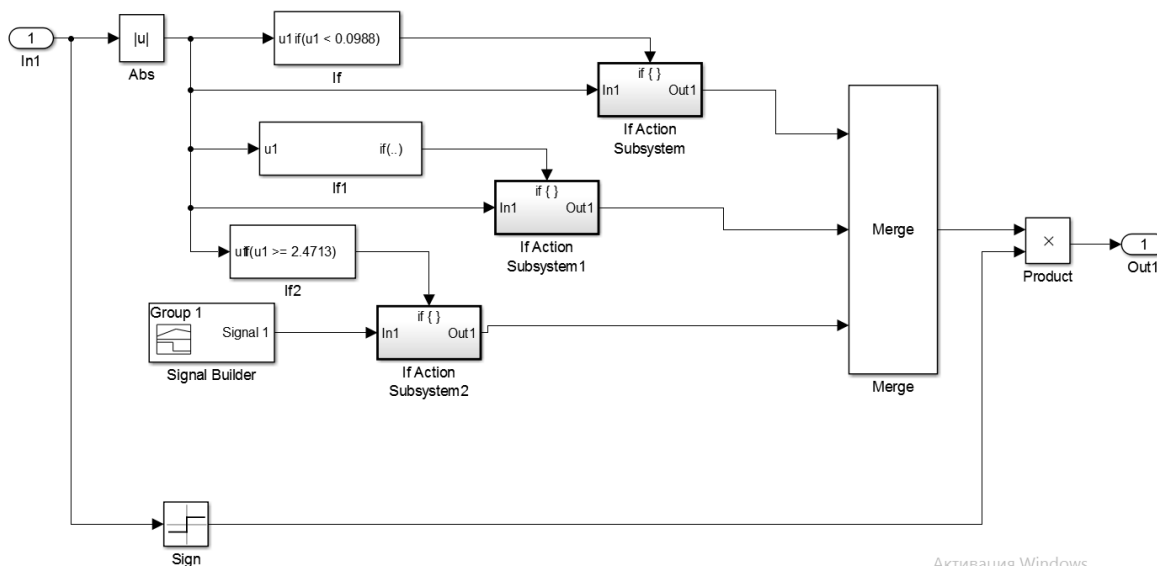 1
In1
|u|
Abs
u1 if(u1 < 0.0988)
If
if { }
In1 Out1
If Action
Subsystem
u1 if(..)
If1
if { }
In1 Out1
If Action
Subsystem1
if(u1 >= 2.4713)
If2
Group 1
Signal 1
Signal Builder
if { }
In1 Out1
If Action
Subsystem2
Merge
Merge
×
Product
1
Out1
Sign
Активация Windows